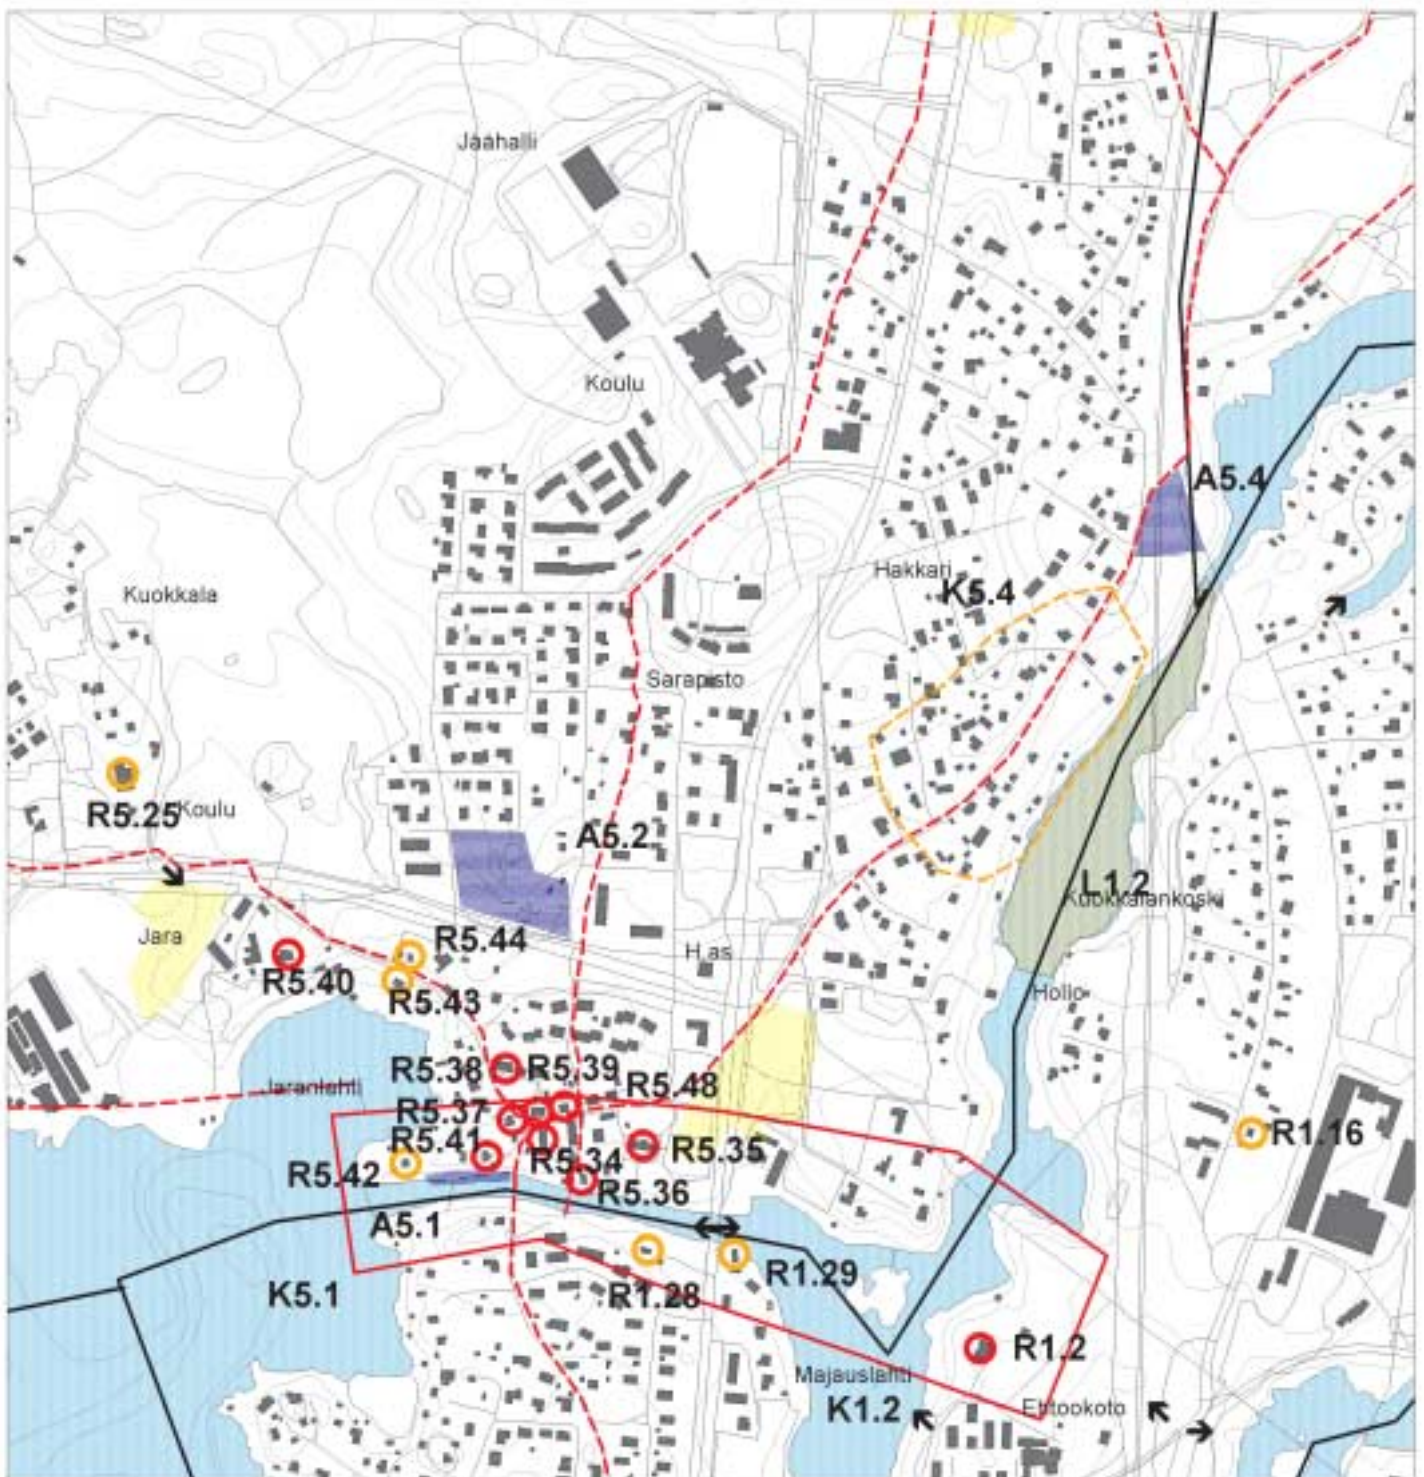 Jäähalli
Koulu
A5.4
Hakkari
K5.4
Kuokkala
Sarapisto
R5.25
Koulu
A5.2
L1.2
Kuokkalankoski
Jara
R5.44
H as
R5.40
R5.43
Hollo
R5.38
R5.39
Jaranlahti
R5.48
R5.37
R5.41
R5.34
R5.35
R1.16
R5.42
R5.36
A5.1
R1.29
K5.1
R1.28
R1.2
Majauslahti
K1.2
Ehtookoto